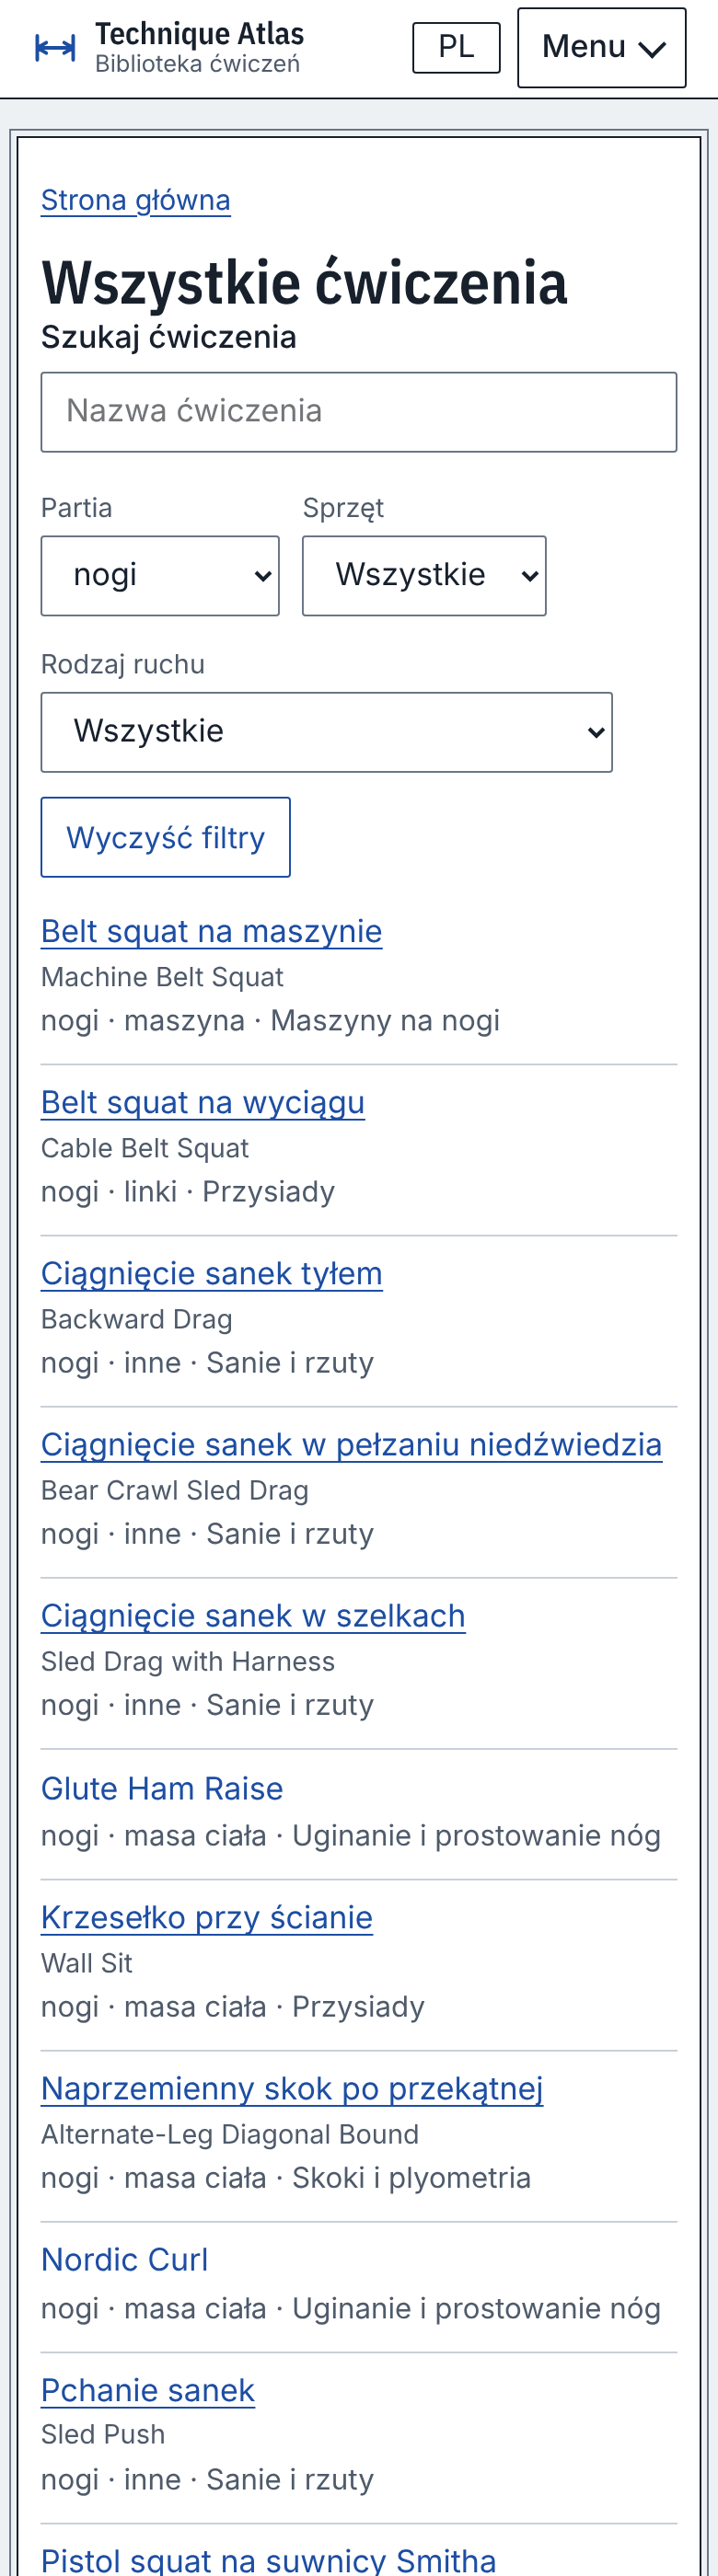 Technique Atlas
Biblioteka ćwiczeń
PL
Menu
Strona główna
Wszystkie ćwiczenia
Szukaj ćwiczenia
Nazwa ćwiczenia
Partia
Sprzęt
nogi
Wszystkie
Rodzaj ruchu
Wszystkie
Wyczyść filtry
Belt squat na maszynie
Machine Belt Squat
nogi · maszyna · Maszyny na nogi
Belt squat na wyciągu
Cable Belt Squat
nogi · linki · Przysiady
Ciągnięcie sanek tyłem
Backward Drag
nogi · inne · Sanie i rzuty
Ciągnięcie sanek w pełzaniu niedźwiedzia
Bear Crawl Sled Drag
nogi · inne · Sanie i rzuty
Ciągnięcie sanek w szelkach
Sled Drag with Harness
nogi · inne · Sanie i rzuty
Glute Ham Raise
nogi · masa ciała · Uginanie i prostowanie nóg
Krzesełko przy ścianie
Wall Sit
nogi · masa ciała · Przysiady
Naprzemienny skok po przekątnej
Alternate-Leg Diagonal Bound
nogi · masa ciała · Skoki i plyometria
Nordic Curl
nogi · masa ciała · Uginanie i prostowanie nóg
Pchanie sanek
Sled Push
nogi · inne · Sanie i rzuty
Pistol squat na suwnicy Smitha